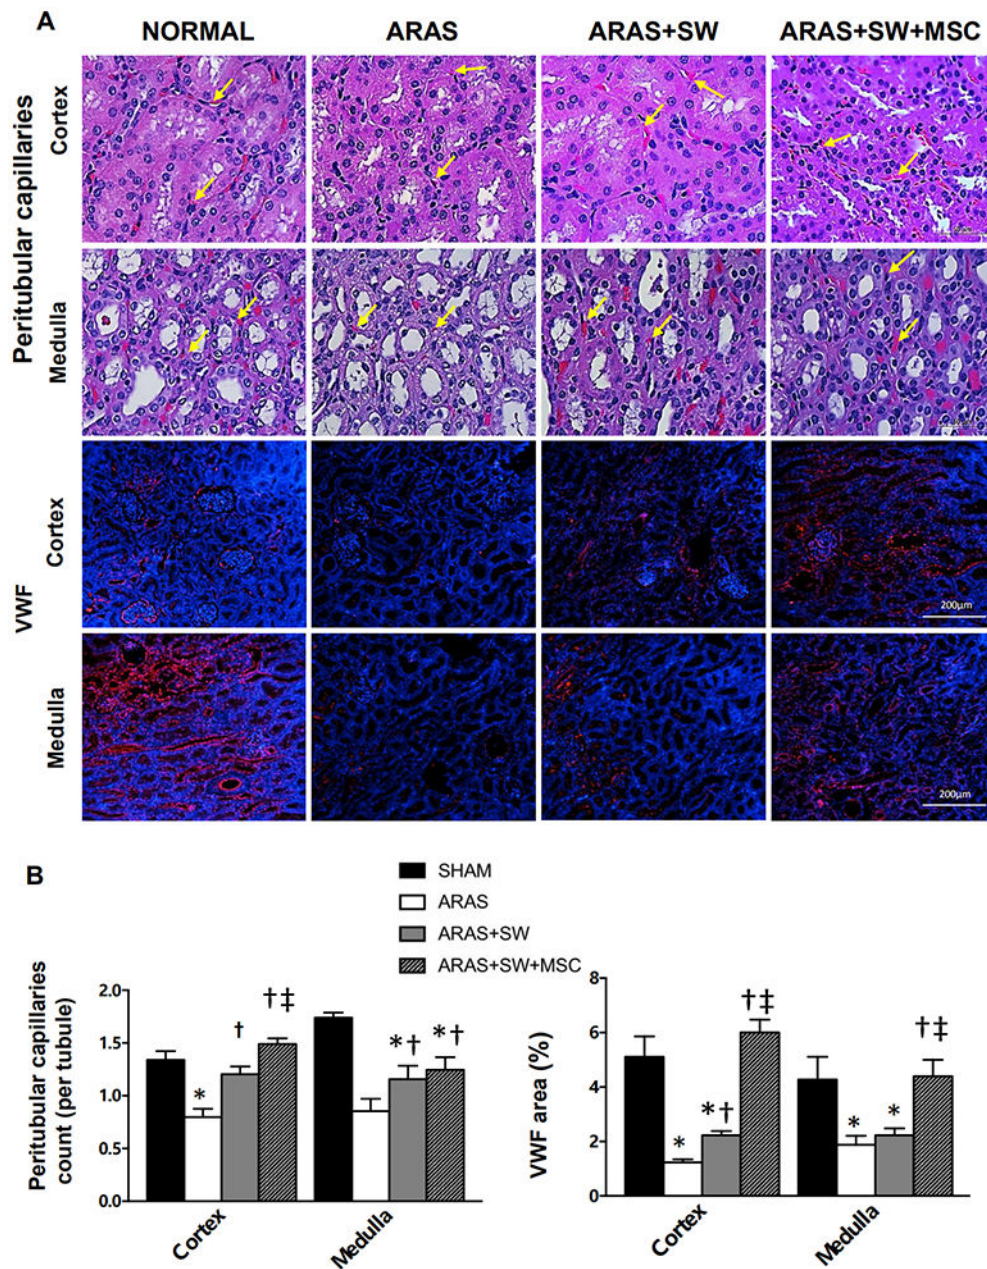 A
NORMAL
ARAS
ARAS+SW
ARAS+SW+MSC
Peritubular capillaries
Cortex
Medulla
VWF
Cortex
200µm
Medulla
200µm
B
SHAM
ARAS
ARAS+SW
ARAS+SW+MSC
Peritubular capillaries
count (per tubule)
2.0
1.5
1.0
0.5
0.0
*
†
†‡
*†
*†
Cortex
Medulla
VWF area (%)
8
6
4
2
0
*
*†
†‡
*
*
†‡
Cortex
Medulla